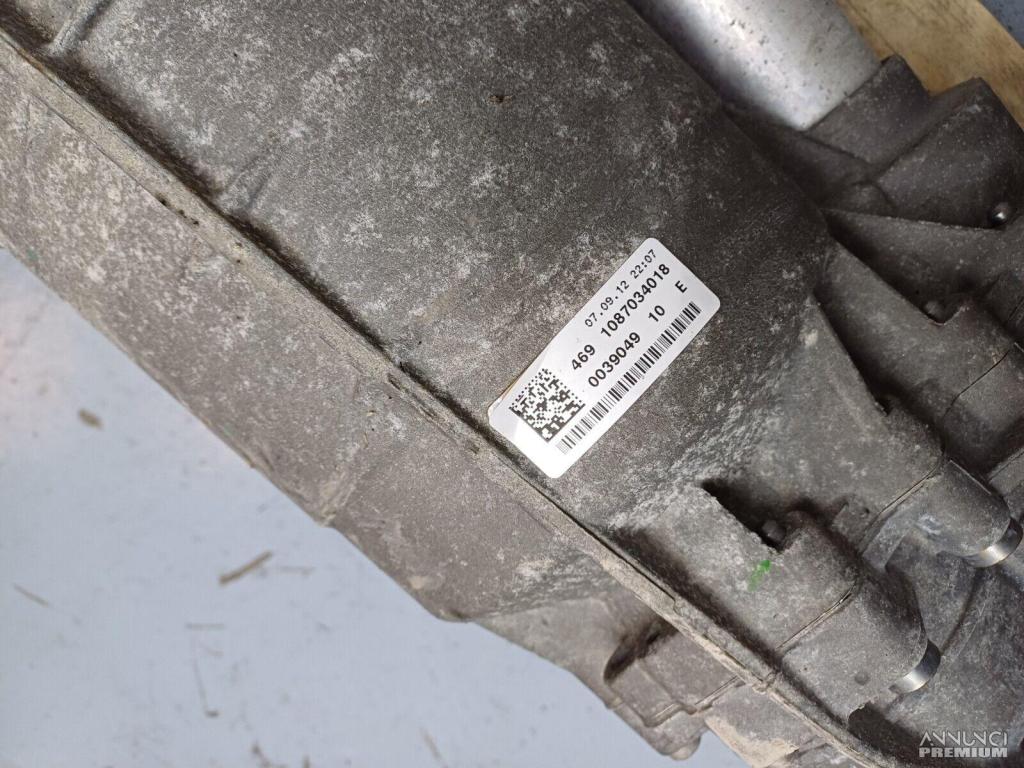 07.09.12 22:07
469 1087034018
0039049 10 E
ANNUNCI
PREMIUM